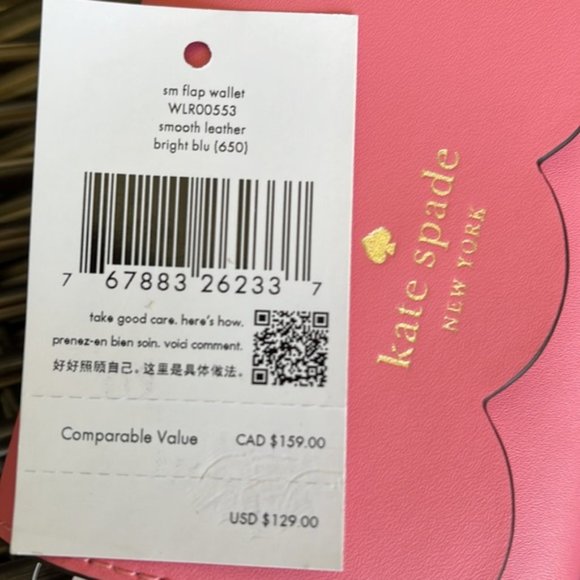 sm flap wallet
WLR00553
smooth leather
bright blu (650)
7 67883 26233 7
take good care. here's how.
prenez-en bien soin. voici comment.
好好照顾自己。这里是具体做法。
Comparable Value CAD $159.00
USD $129.00
kate spade
NEW YORK